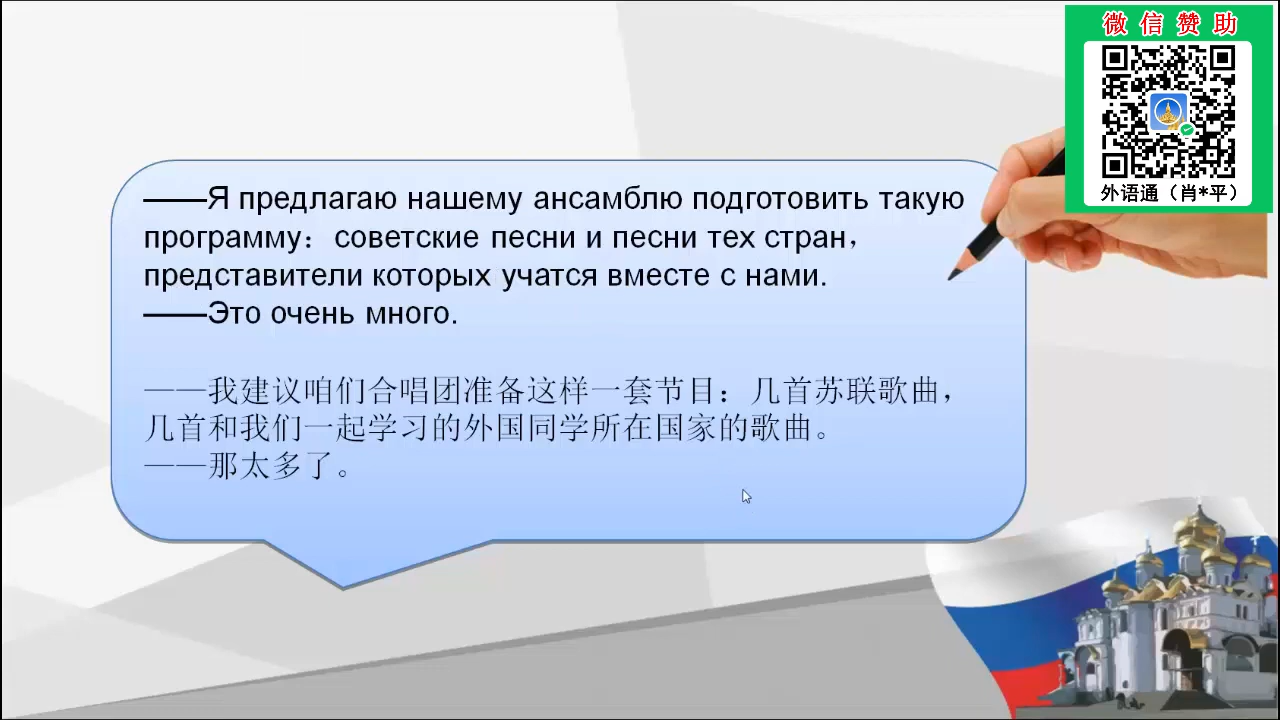 微信赞助
外语通（肖*平）
——Я предлагаю нашему ансамблю подготовить такую
программу：советские песни и песни тех стран，
представители которых учатся вместе с нами.
——Это очень много.
——我建议咱们合唱团准备这样一套节目：几首苏联歌曲，
几首和我们一起学习的外国同学所在国家的歌曲。
——那太多了。